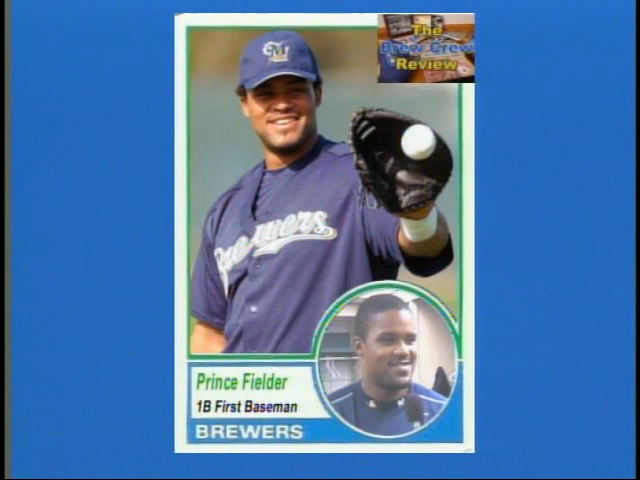 The
Brew Crew
Review
Brewers
Prince Fielder
1B First Baseman
BREWERS